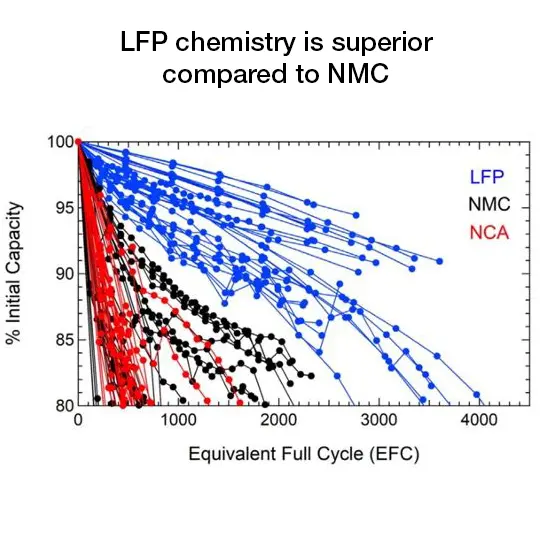 LFP chemistry is superior
compared to NMC
100
95
90
85
80
% Initial Capacity
LFP
NMC
NCA
0 1000 2000 3000 4000
Equivalent Full Cycle (EFC)